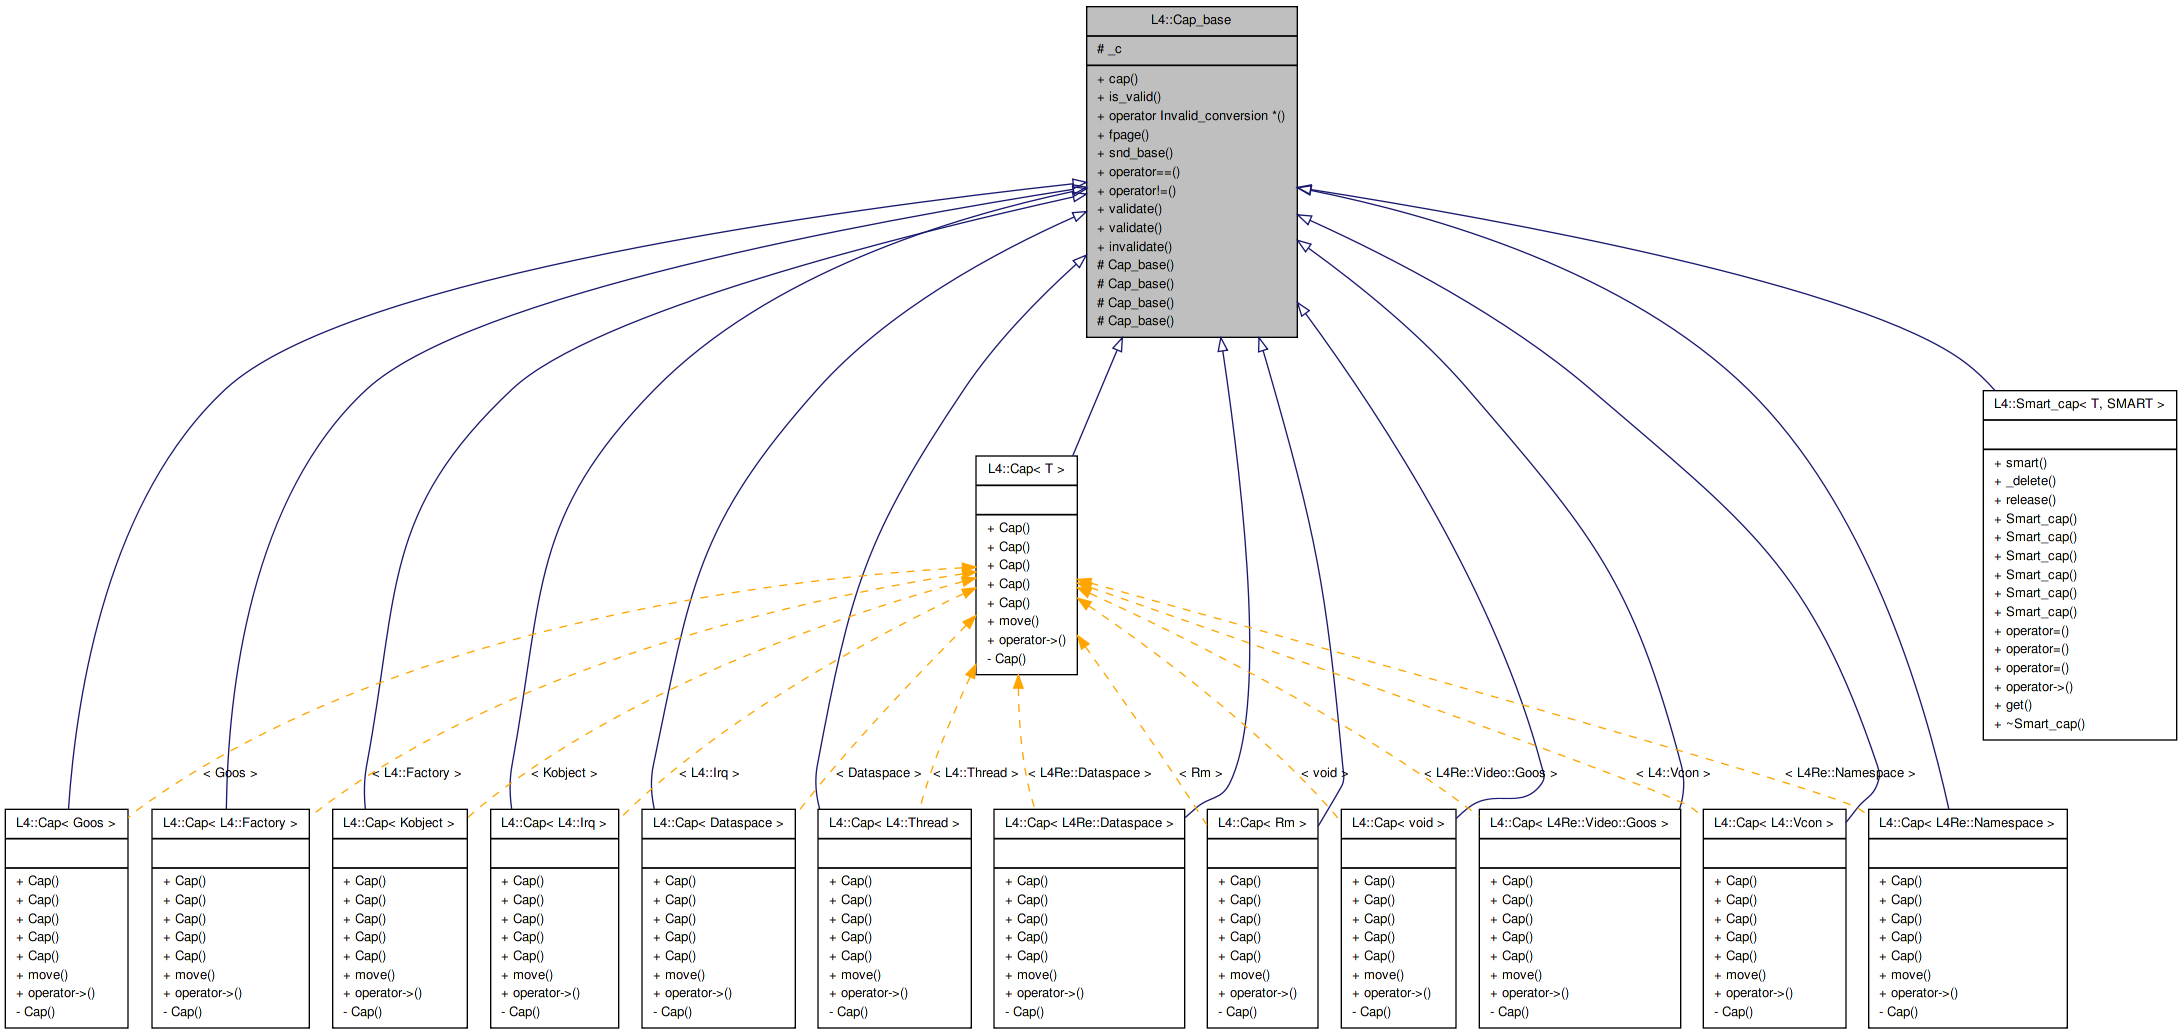 L4::Cap_base
# _c
+ cap()
+ is_valid()
+ operator Invalid_conversion *()
+ fpage()
+ snd_base()
+ operator==()
+ operator!=()
+ validate()
+ validate()
+ invalidate()
# Cap_base()
# Cap_base()
# Cap_base()
# Cap_base()
L4::Smart_cap< T, SMART >
+ smart()
+ _delete()
+ release()
+ Smart_cap()
+ Smart_cap()
+ Smart_cap()
+ Smart_cap()
+ Smart_cap()
+ Smart_cap()
+ operator=()
+ operator=()
+ operator=()
+ operator->()
+ get()
+ ~Smart_cap()
L4::Cap< T >
+ Cap()
+ Cap()
+ Cap()
+ Cap()
+ Cap()
+ move()
+ operator->()
- Cap()
< Goos >
< L4::Factory >
< Kobject >
< L4::Irq >
< Dataspace >
< L4::Thread >
< L4Re::Dataspace >
< Rm >
< void >
< L4Re::Video::Goos >
< L4::Vcon >
< L4Re::Namespace >
L4::Cap< Goos >
+ Cap()
+ Cap()
+ Cap()
+ Cap()
+ Cap()
+ move()
+ operator->()
- Cap()
L4::Cap< L4::Factory >
+ Cap()
+ Cap()
+ Cap()
+ Cap()
+ Cap()
+ move()
+ operator->()
- Cap()
L4::Cap< Kobject >
+ Cap()
+ Cap()
+ Cap()
+ Cap()
+ Cap()
+ move()
+ operator->()
- Cap()
L4::Cap< L4::Irq >
+ Cap()
+ Cap()
+ Cap()
+ Cap()
+ Cap()
+ move()
+ operator->()
- Cap()
L4::Cap< Dataspace >
+ Cap()
+ Cap()
+ Cap()
+ Cap()
+ Cap()
+ move()
+ operator->()
- Cap()
L4::Cap< L4::Thread >
+ Cap()
+ Cap()
+ Cap()
+ Cap()
+ Cap()
+ move()
+ operator->()
- Cap()
L4::Cap< L4Re::Dataspace >
+ Cap()
+ Cap()
+ Cap()
+ Cap()
+ Cap()
+ move()
+ operator->()
- Cap()
L4::Cap< Rm >
+ Cap()
+ Cap()
+ Cap()
+ Cap()
+ Cap()
+ move()
+ operator->()
- Cap()
L4::Cap< void >
+ Cap()
+ Cap()
+ Cap()
+ Cap()
+ Cap()
+ move()
+ operator->()
- Cap()
L4::Cap< L4Re::Video::Goos >
+ Cap()
+ Cap()
+ Cap()
+ Cap()
+ Cap()
+ move()
+ operator->()
- Cap()
L4::Cap< L4::Vcon >
+ Cap()
+ Cap()
+ Cap()
+ Cap()
+ Cap()
+ move()
+ operator->()
- Cap()
L4::Cap< L4Re::Namespace >
+ Cap()
+ Cap()
+ Cap()
+ Cap()
+ Cap()
+ move()
+ operator->()
- Cap()